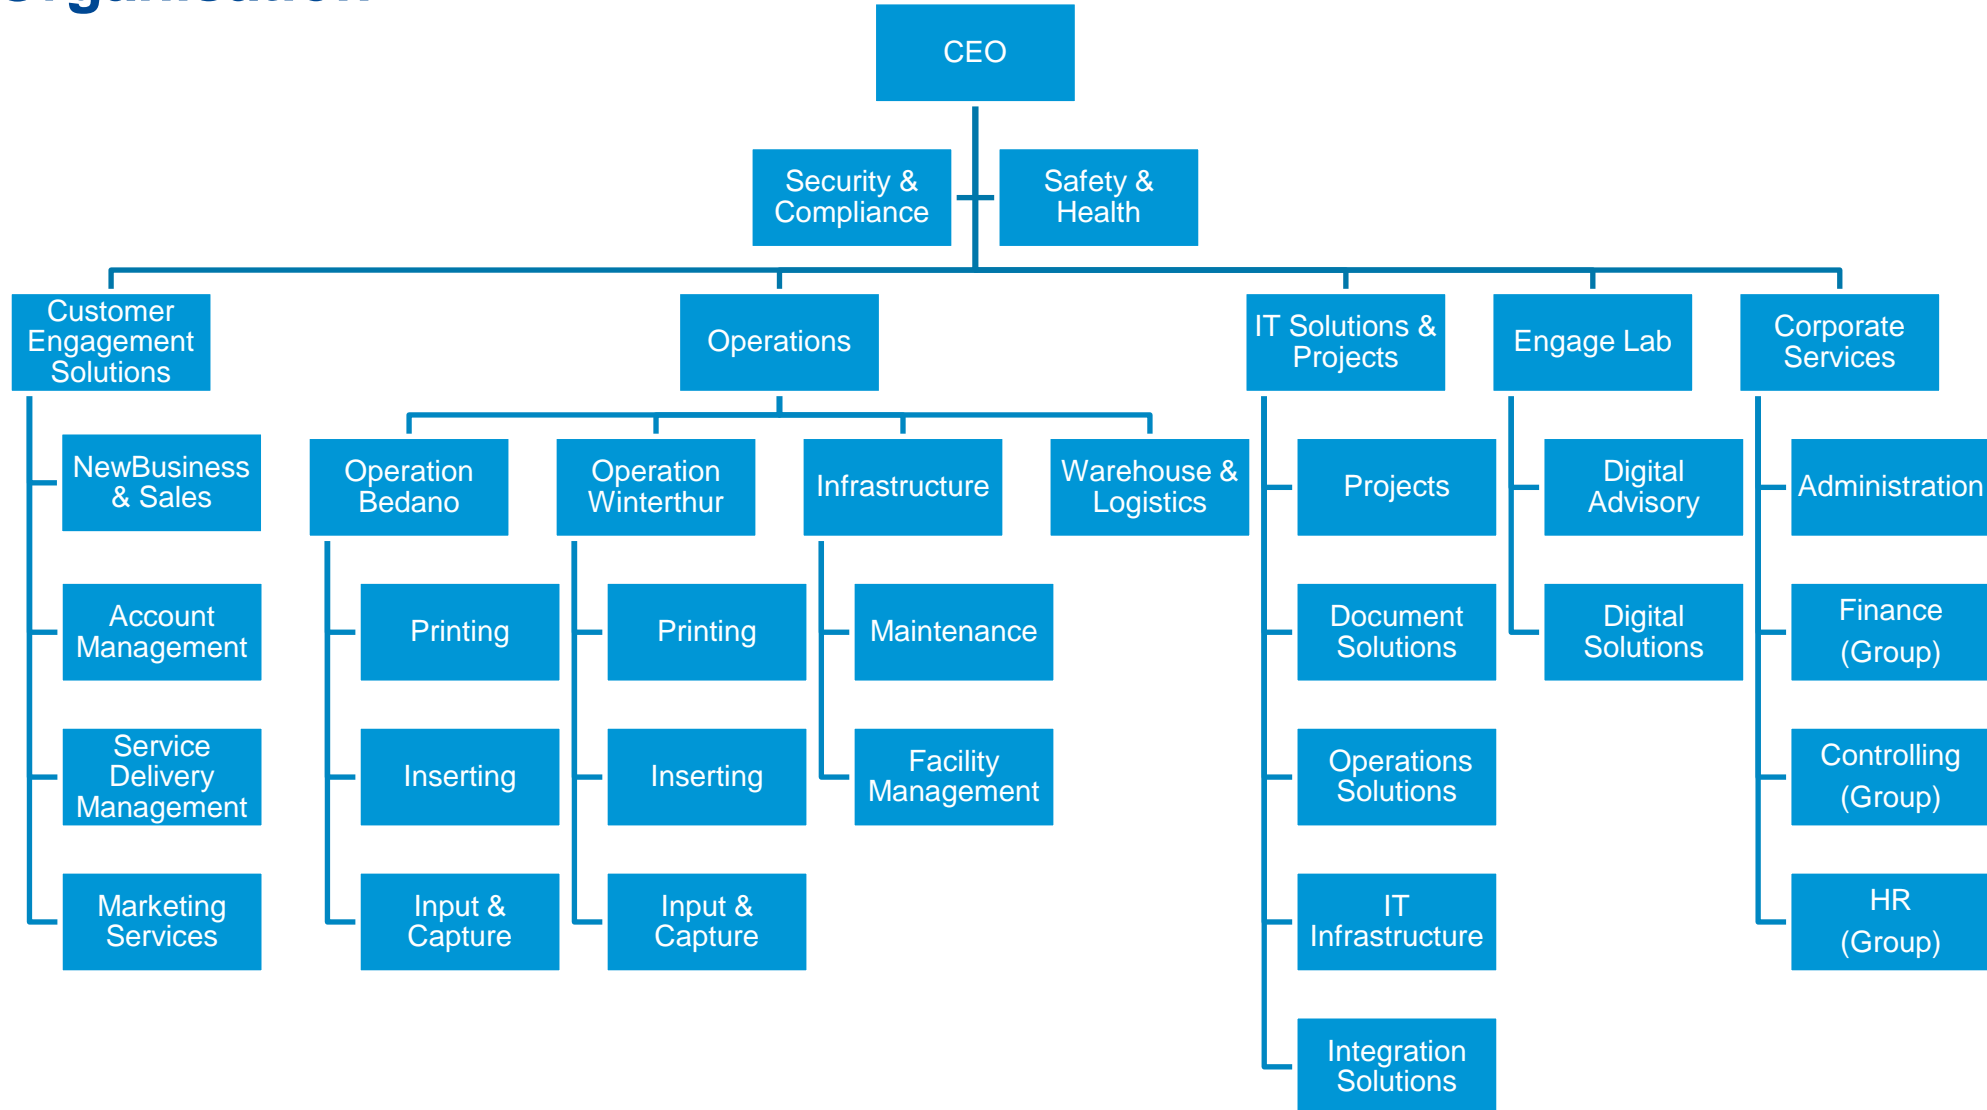 Organisation
CEO
Security &
Compliance
Safety &
Health
Customer
Engagement
Solutions
Operations
IT Solutions &
Projects
Engage Lab
Corporate
Services
NewBusiness
& Sales
Account
Management
Service
Delivery
Management
Marketing
Services
Operation
Bedano
Printing
Inserting
Input &
Capture
Operation
Winterthur
Printing
Inserting
Input &
Capture
Infrastructure
Maintenance
Facility
Management
Warehouse &
Logistics
Projects
Document
Solutions
Operations
Solutions
IT
Infrastructure
Integration
Solutions
Digital
Advisory
Digital
Solutions
Administration
Finance
(Group)
Controlling
(Group)
HR
(Group)